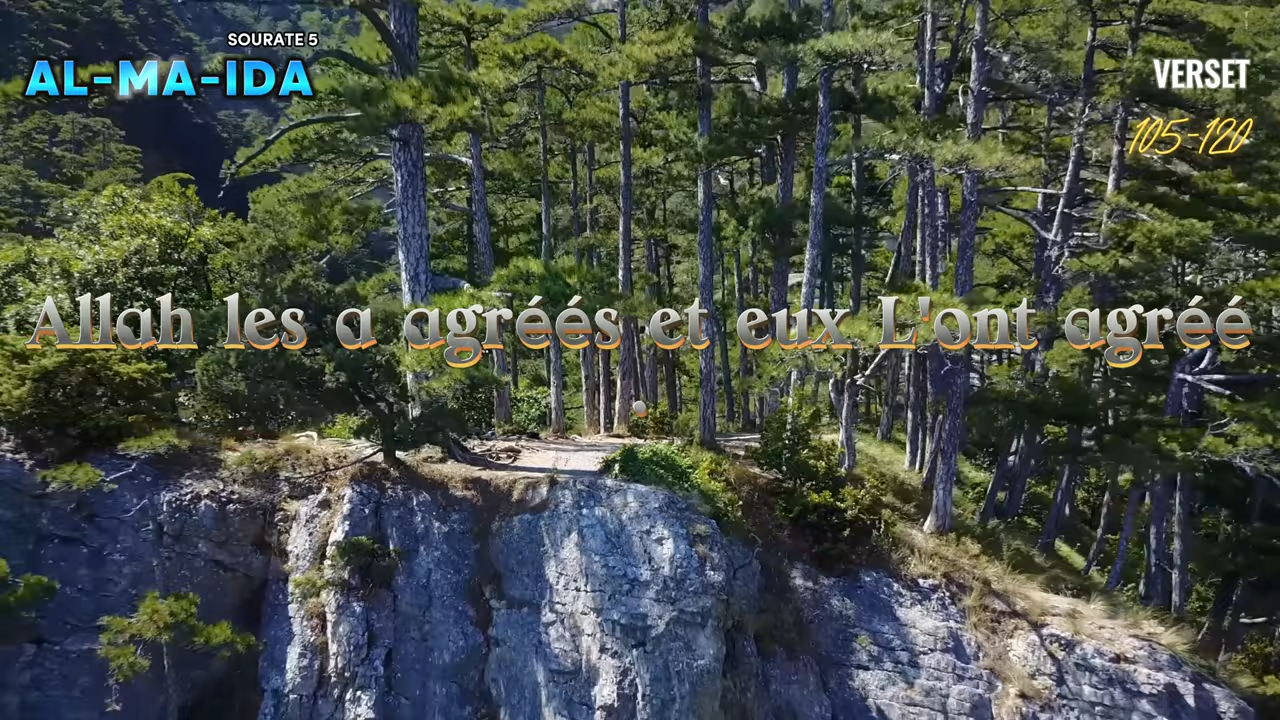 SOURATE 5
AL-MA-IDA
VERSET
105-120
Allah les a agréés et eux L'ont agréé